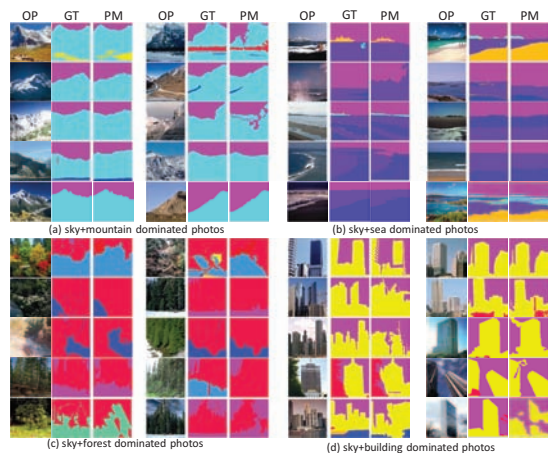 OP GT PM OP GT PM OP GT PM OP GT PM
(a) sky+mountain dominated photos
(b) sky+sea dominated photos
(c) sky+forest dominated photos
(d) sky+building dominated photos